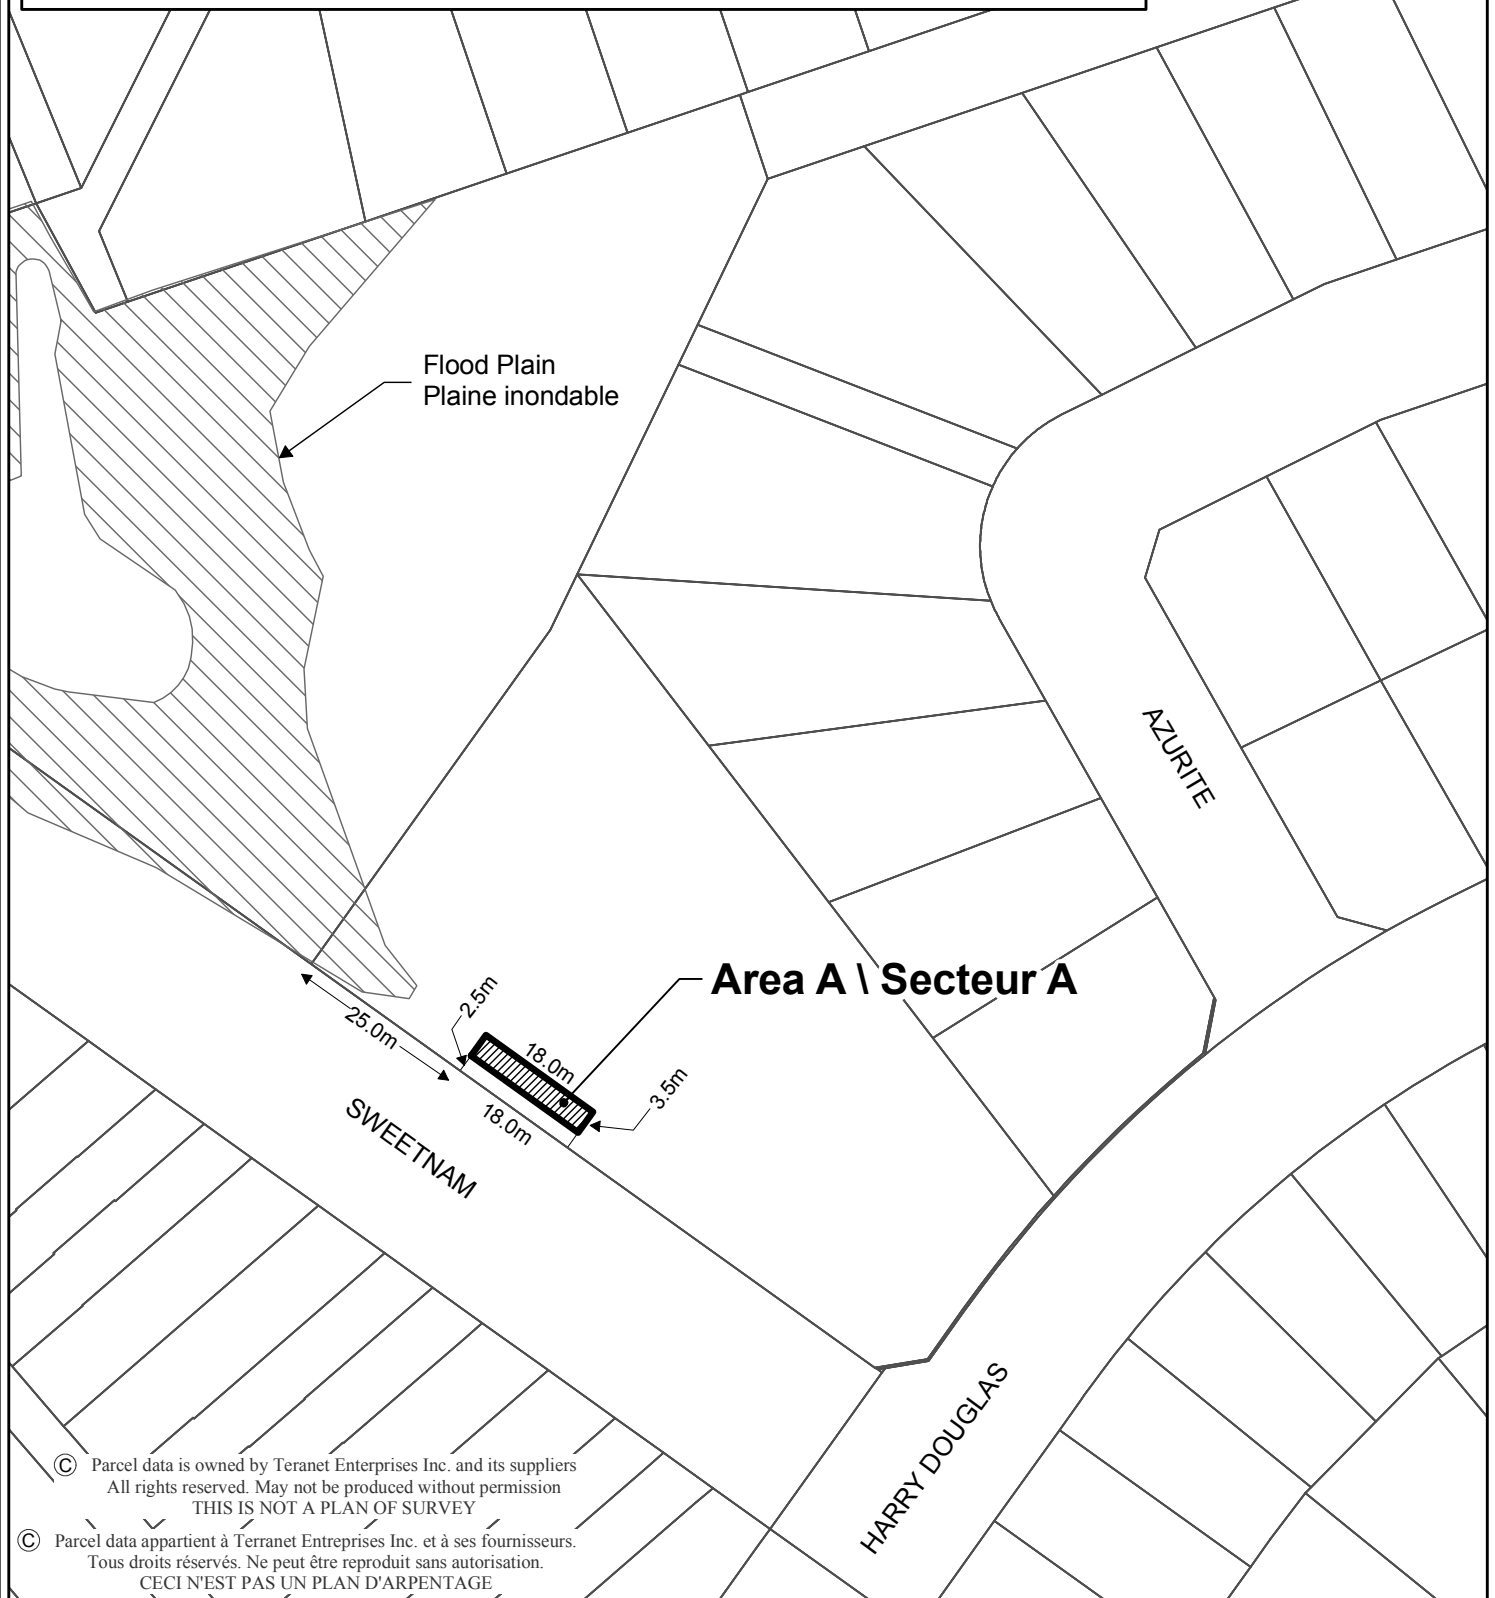 Flood Plain
Plaine inondable
AZURITE
Area A \ Secteur A
2.5m
25.0m
18.0m
3.5m
18.0m
SWEETNAM
HARRY DOUGLAS
© Parcel data is owned by Teranet Enterprises Inc. and its suppliers
All rights reserved. May not be produced without permission
THIS IS NOT A PLAN OF SURVEY
© Parcel data appartient à Terranet Entreprises Inc. et à ses fournisseurs.
Tous droits réservés. Ne peut être reproduit sans autorisation.
CECI N'EST PAS UN PLAN D'ARPENTAGE